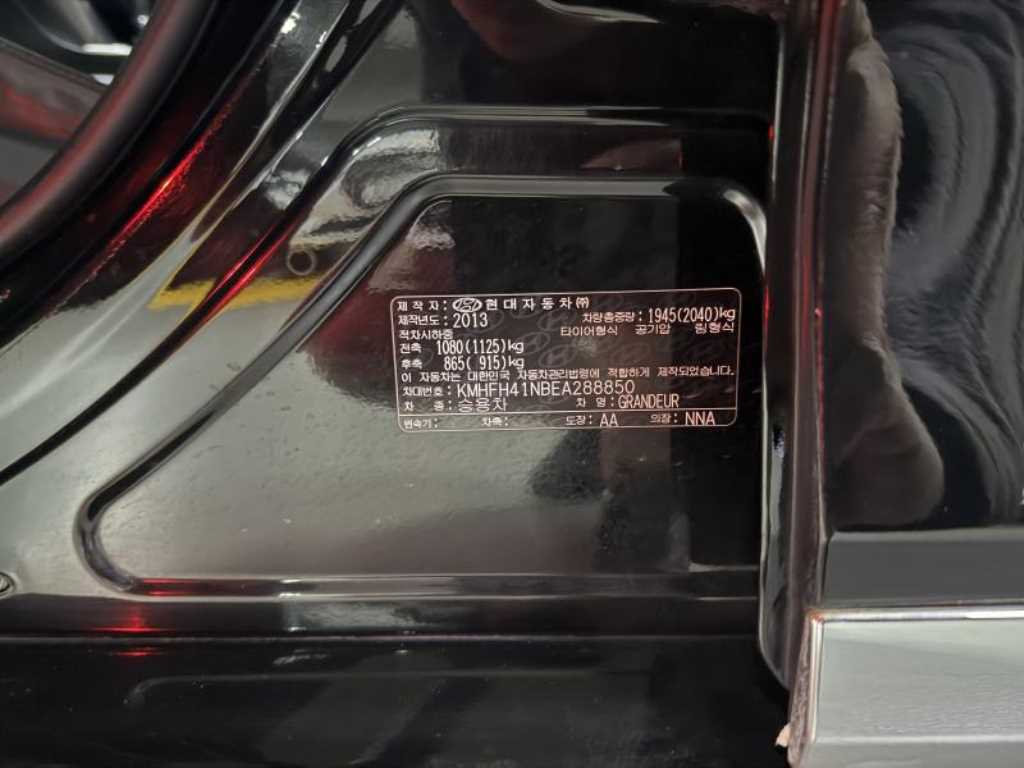 제 작 자 : 현대자동차㈜
제작년도 : 2013 차량총중량 : 1945(2040)kg
적차시하중 타이어형식 공기압 림형식
전축 1080(1125)kg
후축 865( 915)kg
이 자동차는 대한민국 자동차관리법령에 적합하게 제작되었습니다.
차대번호 : KMHFH41NBEA288850
차 종 : 승용차 차 명 : GRANDEUR
변속기 : 차축 : 도장 : AA 의장 : NNA